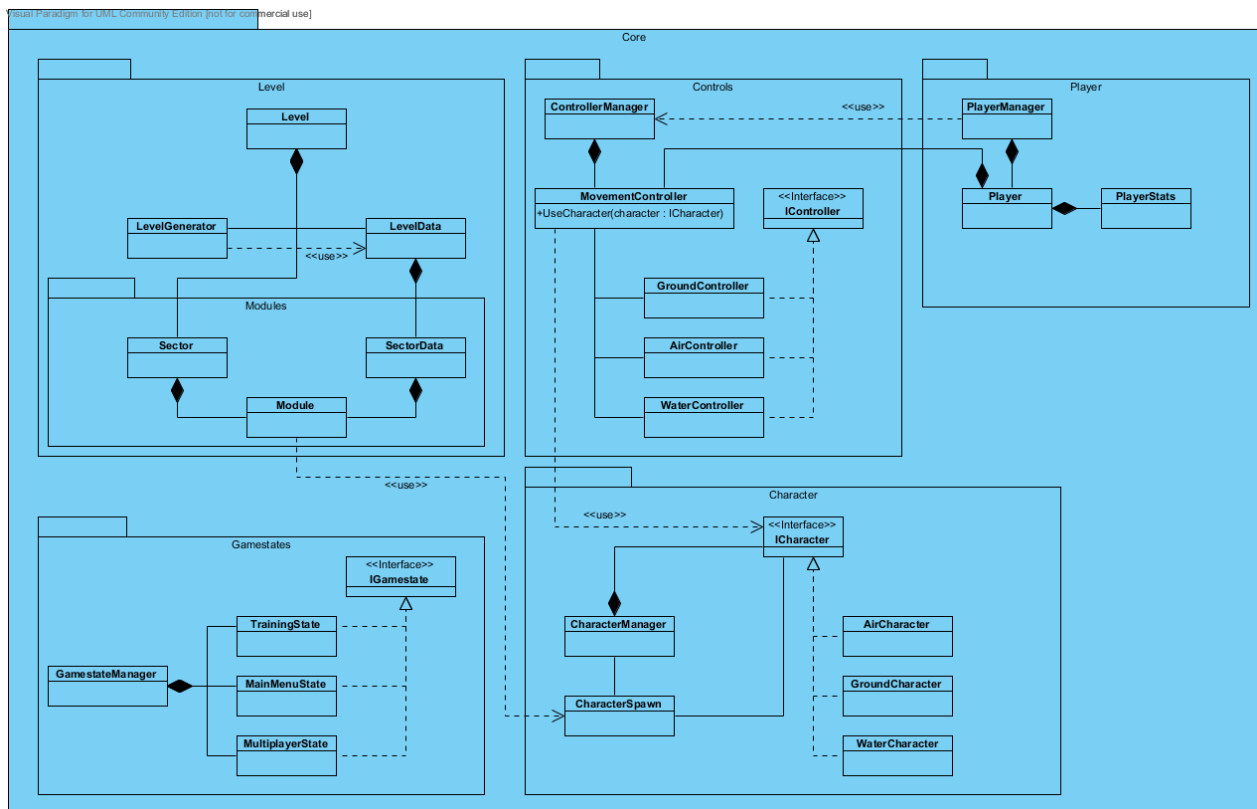 Visual Paradigm for UML Community Edition [not for commercial use]
Core
Level
Level
LevelGenerator
LevelData
<<use>>
Modules
Sector
SectorData
Module
<<use>>
Controls
ControllerManager
<<use>>
MovementController
+UseCharacter(character : ICharacter)
<<Interface>>
IController
GroundController
AirController
WaterController
Player
PlayerManager
Player
PlayerStats
Gamestates
<<Interface>>
IGamestate
TrainingState
GamestateManager
MainMenuState
MultiplayerState
Character
<<use>>
<<Interface>>
ICharacter
CharacterManager
AirCharacter
GroundCharacter
CharacterSpawn
WaterCharacter